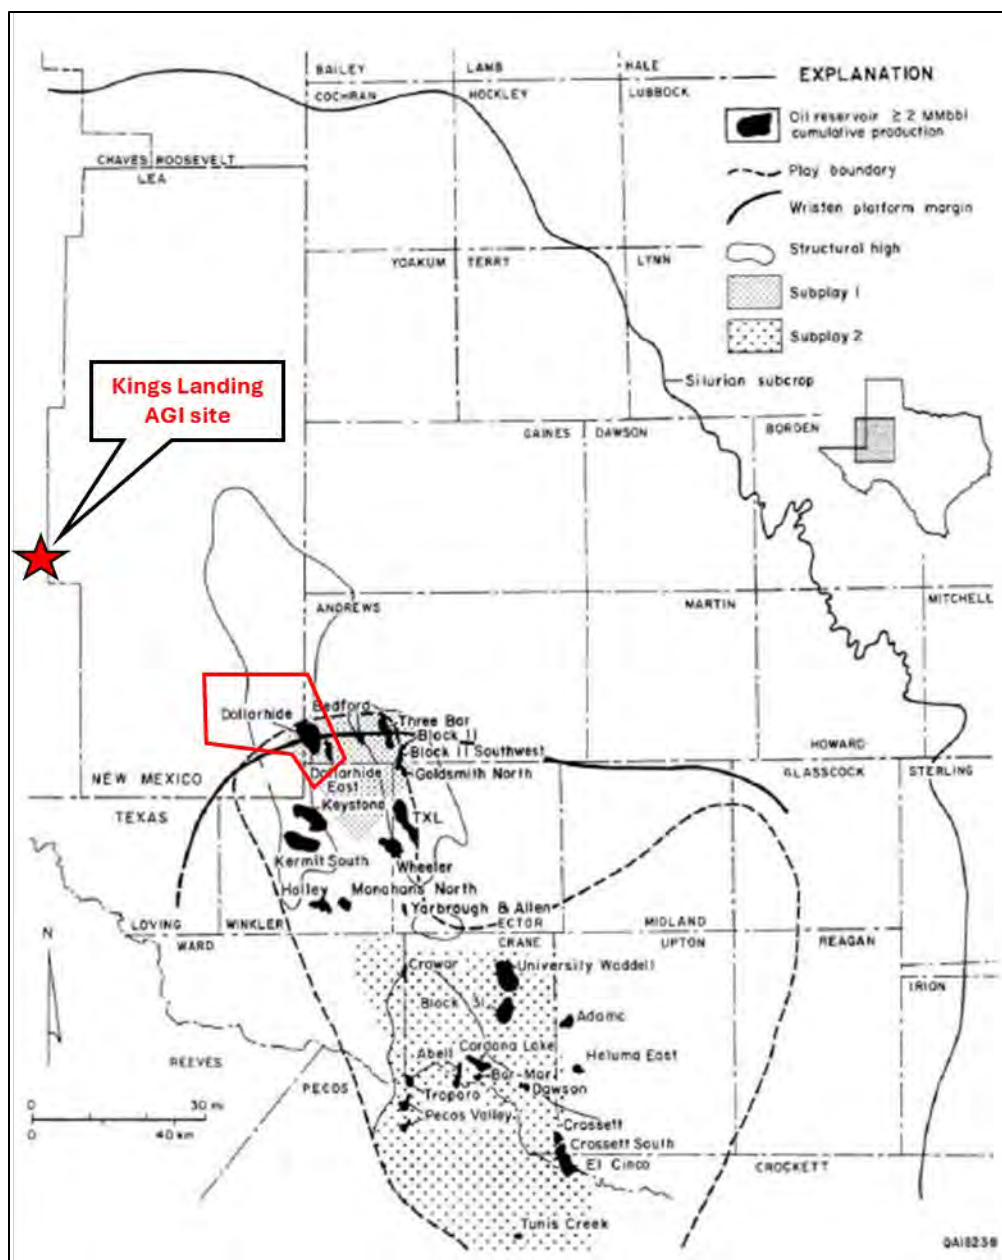 EXPLANATION
Oil reservoir ≥ 2 MMbbl
cumulative production
Play boundary
Wristen platform margin
Structural high
Subplay 1
Subplay 2
BAILEY
LAMB
HALE
COCHRAN
HOCKLEY
LUBBOCK
CHAVES ROOSEVELT
LEA
YOAKUM
TERRY
LYNN
Silurian subcrop
Kings Landing
AGI site
GAINES
DAWSON
BORDEN
ANDREWS
MARTIN
MITCHELL
Bedford
Dollarhide
Three Bar
Block 11
Block 11 Southwest
HOWARD
NEW MEXICO
Dollarhide
East
Goldsmith North
GLASSCOCK
STERLING
TEXAS
Keystone
TXL
Kermit South
Wheeler
Halley
Monahans North
Yarbrough & Allen
LOVING
WINKLER
ECTOR
MIDLAND
WARD
CRANE
UPTON
REAGAN
N
Crawar
University Waddell
IRION
Block 31
Adamc
Cordona Lake
REEVES
Abell
Heluma East
Bar-Mar
PECOS
Troporo
Dawson
0 30 mi
0 40 km
Pecos Valley
Crossett
Crossett South
El Cinco
CROCKETT
Tunis Creek
QA18239